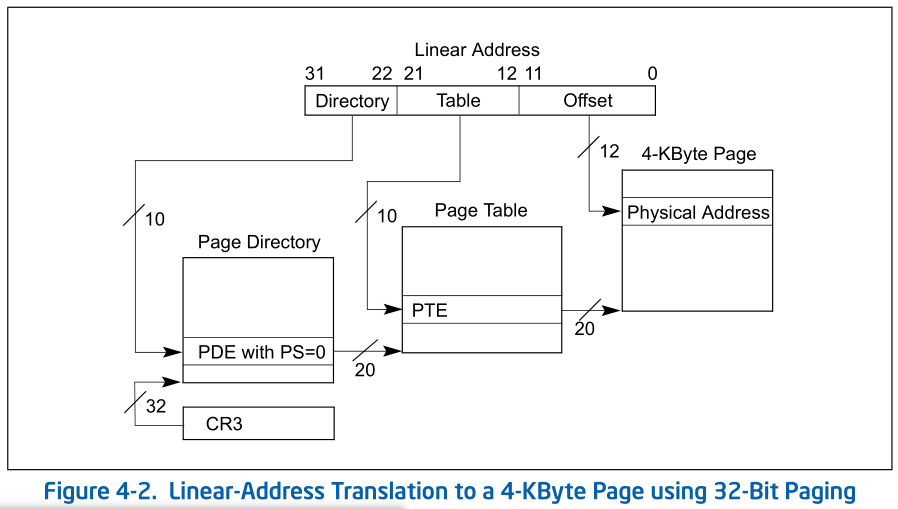 Linear Address
31 22 21 12 11 0
Directory Table Offset
12
4-KByte Page
Physical Address
10
10
Page Table
Page Directory
PTE
20
PDE with PS=0
20
32
CR3
Figure 4-2. Linear-Address Translation to a 4-KByte Page using 32-Bit Paging